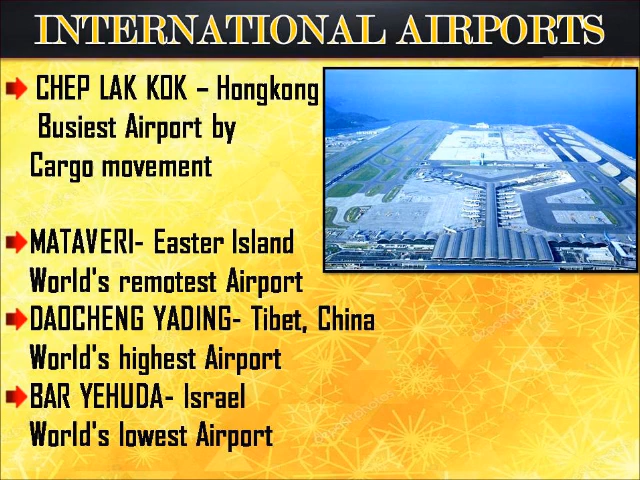 INTERNATIONAL AIRPORTS
CHEP LAK KOK – Hongkong
Busiest Airport by
Cargo movement
MATAVERI- Easter Island
World's remotest Airport
DAOCHENG YADING- Tibet, China
World's highest Airport
BAR YEHUDA- Israel
World's lowest Airport